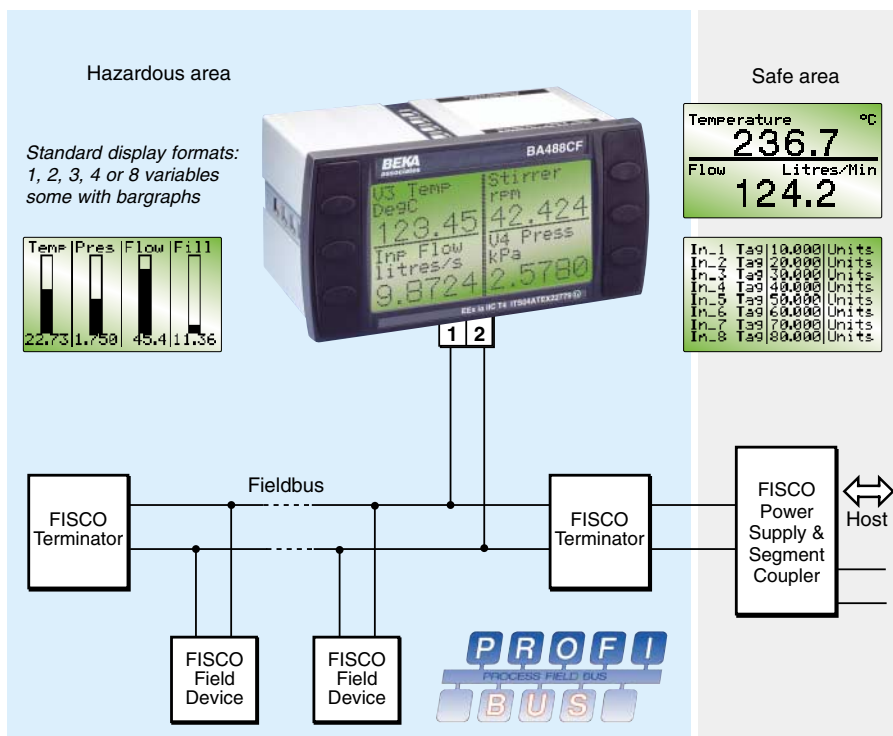 Hazardous area
Safe area
Standard display formats:
1, 2, 3, 4 or 8 variables
some with bargraphs
Temp Pres Flow Fill
22.73 1.750 45.4 11.36
BEKA
associates
BA488CF
V3 Temp
DegC
123.45
Stirrer
rpm
42.424
Inp Flow
litres/s
9.8724
V4 Press
kPa
2.5780
EEx ia IIC T4 ITS04ATEX22779
1 2
Temperature °C
236.7
Flow Litres/Min
124.2
In_1 Tag 10.000 Units
In_2 Tag 20.000 Units
In_3 Tag 30.000 Units
In_4 Tag 40.000 Units
In_5 Tag 50.000 Units
In_6 Tag 60.000 Units
In_7 Tag 70.000 Units
In_8 Tag 80.000 Units
Fieldbus
FISCO
Terminator
FISCO
Terminator
FISCO
Power
Supply &
Segment
Coupler
Host
FISCO
Field
Device
FISCO
Field
Device
PROFI
PROCESS FIELD BUS
BUS